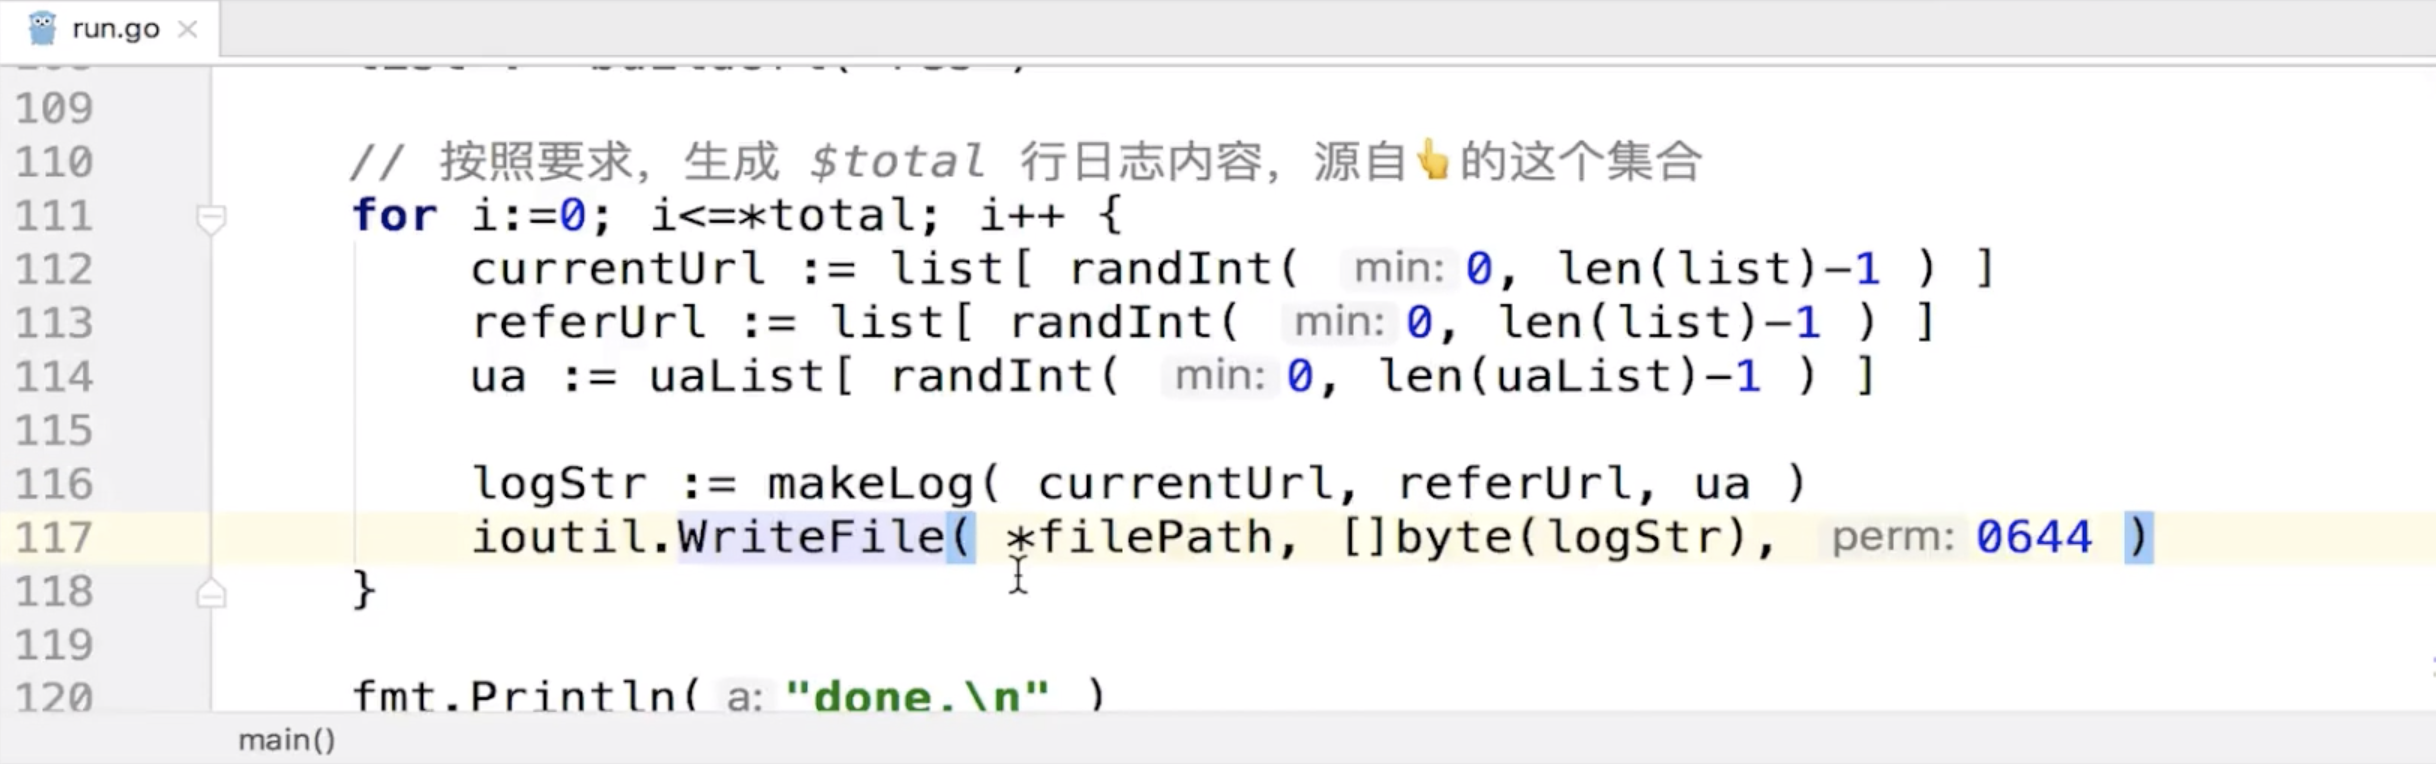 run.go
109
110 // 按照要求，生成 $total 行日志内容，源自👆的这个集合
111 for i:=0; i<=*total; i++ {
112 currentUrl := list[ randInt( min: 0, len(list)-1 ) ]
113 referUrl := list[ randInt( min: 0, len(list)-1 ) ]
114 ua := uaList[ randInt( min: 0, len(uaList)-1 ) ]
115
116 logStr := makeLog( currentUrl, referUrl, ua )
117 ioutil.WriteFile( *filePath, []byte(logStr), perm: 0644 )
118 }
119
120 fmt.Println( a: "done.\n" )
main()